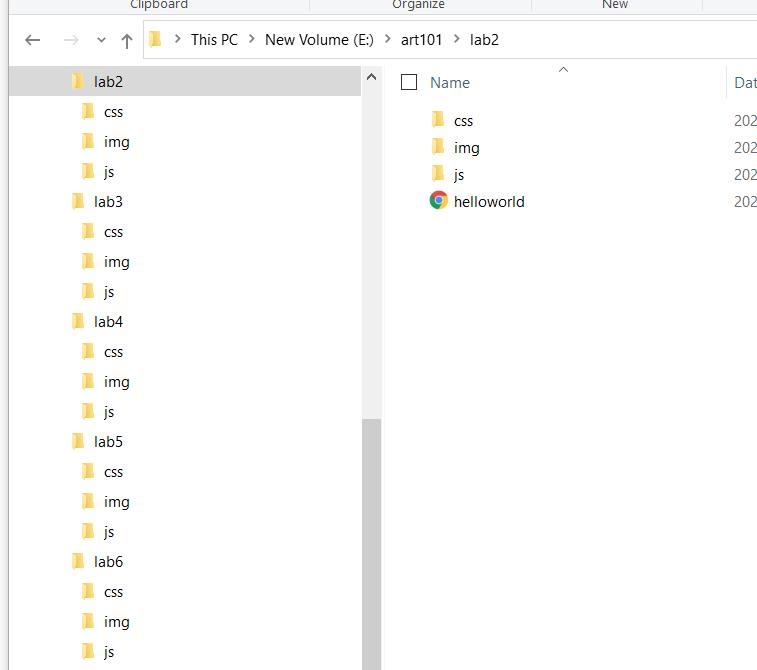 Clipboard Organize New
This PC New Volume (E:) art101 lab2
lab2
css
img
js
lab3
css
img
js
lab4
css
img
js
lab5
css
img
js
lab6
css
img
js
Name Dat
css 202
img 202
js 202
helloworld 202